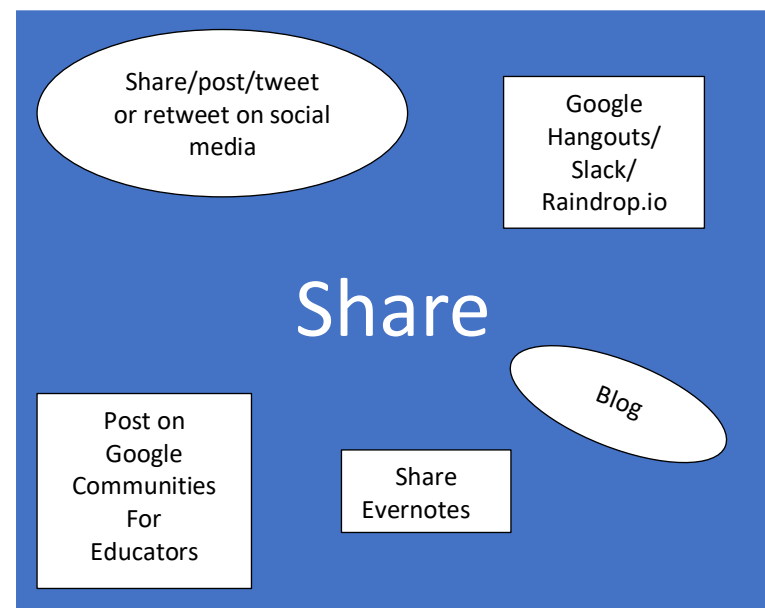 Share/post/tweet
or retweet on social
media
Google
Hangouts/
Slack/
Raindrop.io
Share
Blog
Post on
Google
Communities
For
Educators
Share
Evernotes